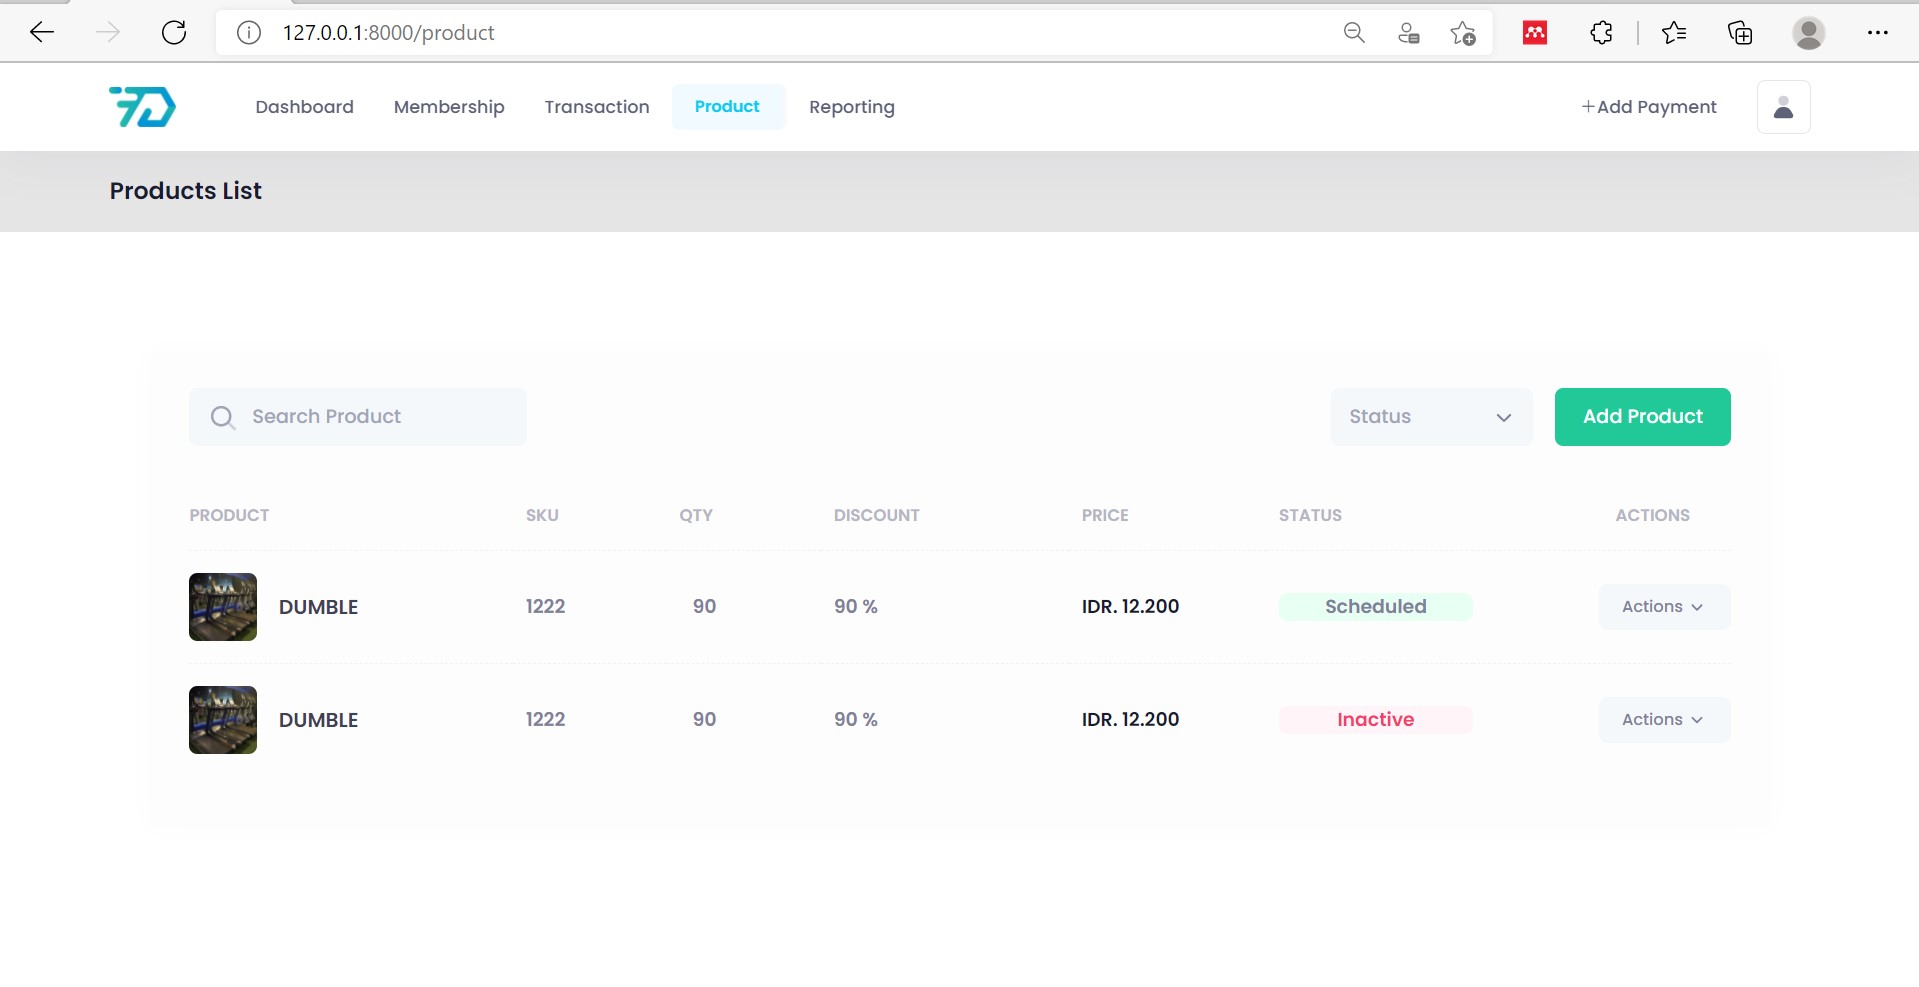 127.0.0.1:8000/product
Dashboard Membership Transaction Product Reporting +Add Payment
Products List
Search Product Status Add Product
PRODUCT SKU QTY DISCOUNT PRICE STATUS ACTIONS
DUMBLE 1222 90 90 % IDR. 12.200 Scheduled Actions
DUMBLE 1222 90 90 % IDR. 12.200 Inactive Actions